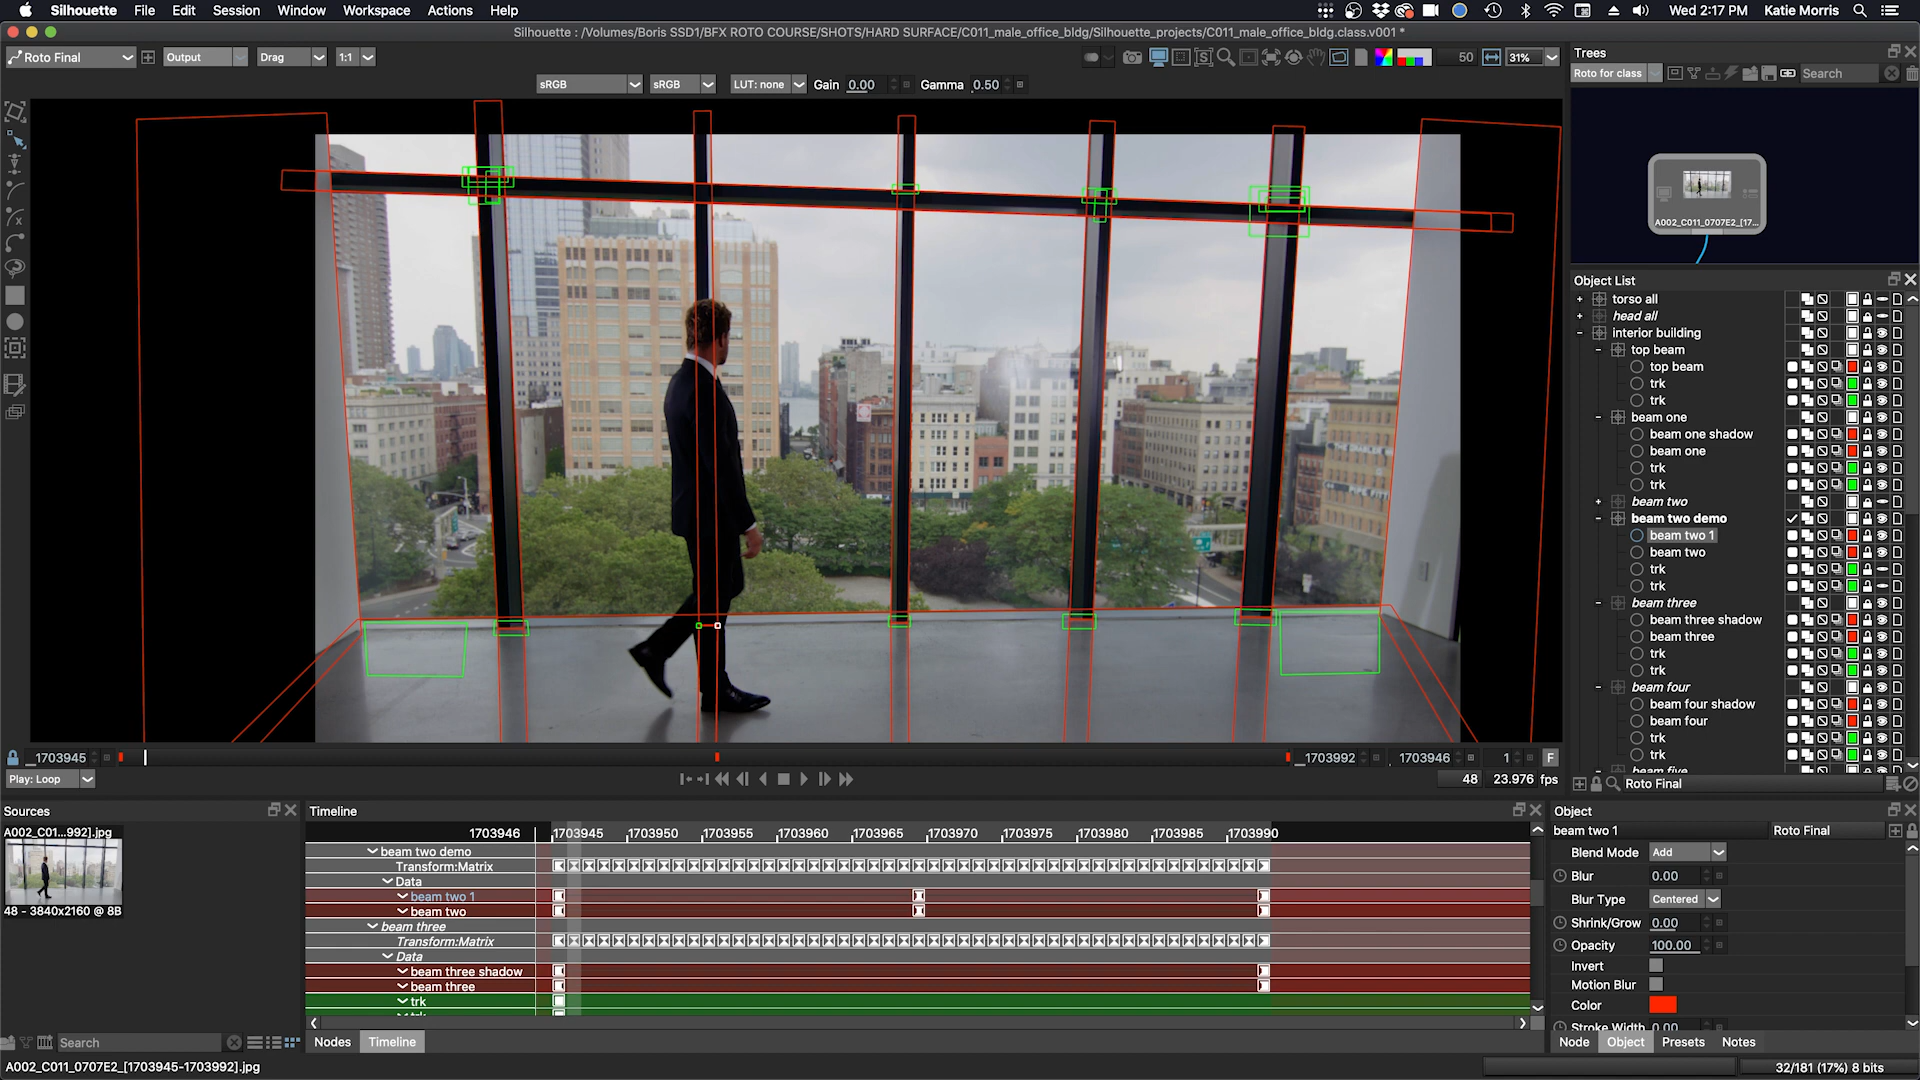 Silhouette File Edit Session Window Workspace Actions Help Wed 2:17 PM Katie Morris
Silhouette : /Volumes/Boris SSD1/BFX ROTO COURSE/SHOTS/HARD SURFACE/C011_male_office_bldg/Silhouette_projects/C011_male_office_bldg.class.v001 *
Roto Final Output Drag 1:1 50 31%
sRGB sRGB LUT: none Gain 0.00 Gamma 0.50
Trees
Roto for class Search
A002_C011_0707E2_[17...
Object List
torso all
head all
interior building
top beam
top beam
trk
trk
beam one
beam one shadow
beam one
trk
trk
beam two
beam two demo
beam two 1
beam two
trk
trk
beam three
beam three shadow
beam three
trk
trk
beam four
beam four shadow
beam four
trk
trk
beam five
Roto Final
1703945 1703992 1703946 1 F
Play: Loop 48 23.976 fps
Sources
A002_C01...992].jpg
48 - 3840x2160 @ 8B
Search
Timeline
1703946 1703945 1703950 1703955 1703960 1703965 1703970 1703975 1703980 1703985 1703990
beam two demo
Transform:Matrix
Data
beam two 1
beam two
beam three
Transform:Matrix
Data
beam three shadow
beam three
trk
trk
Nodes Timeline
Object
beam two 1 Roto Final
Blend Mode Add
Blur 0.00
Blur Type Centered
Shrink/Grow 0.00
Opacity 100.00
Invert
Motion Blur
Color
Stroke Width 0.00
Node Object Presets Notes
A002_C011_0707E2_[1703945-1703992].jpg
32/181 (17%) 8 bits